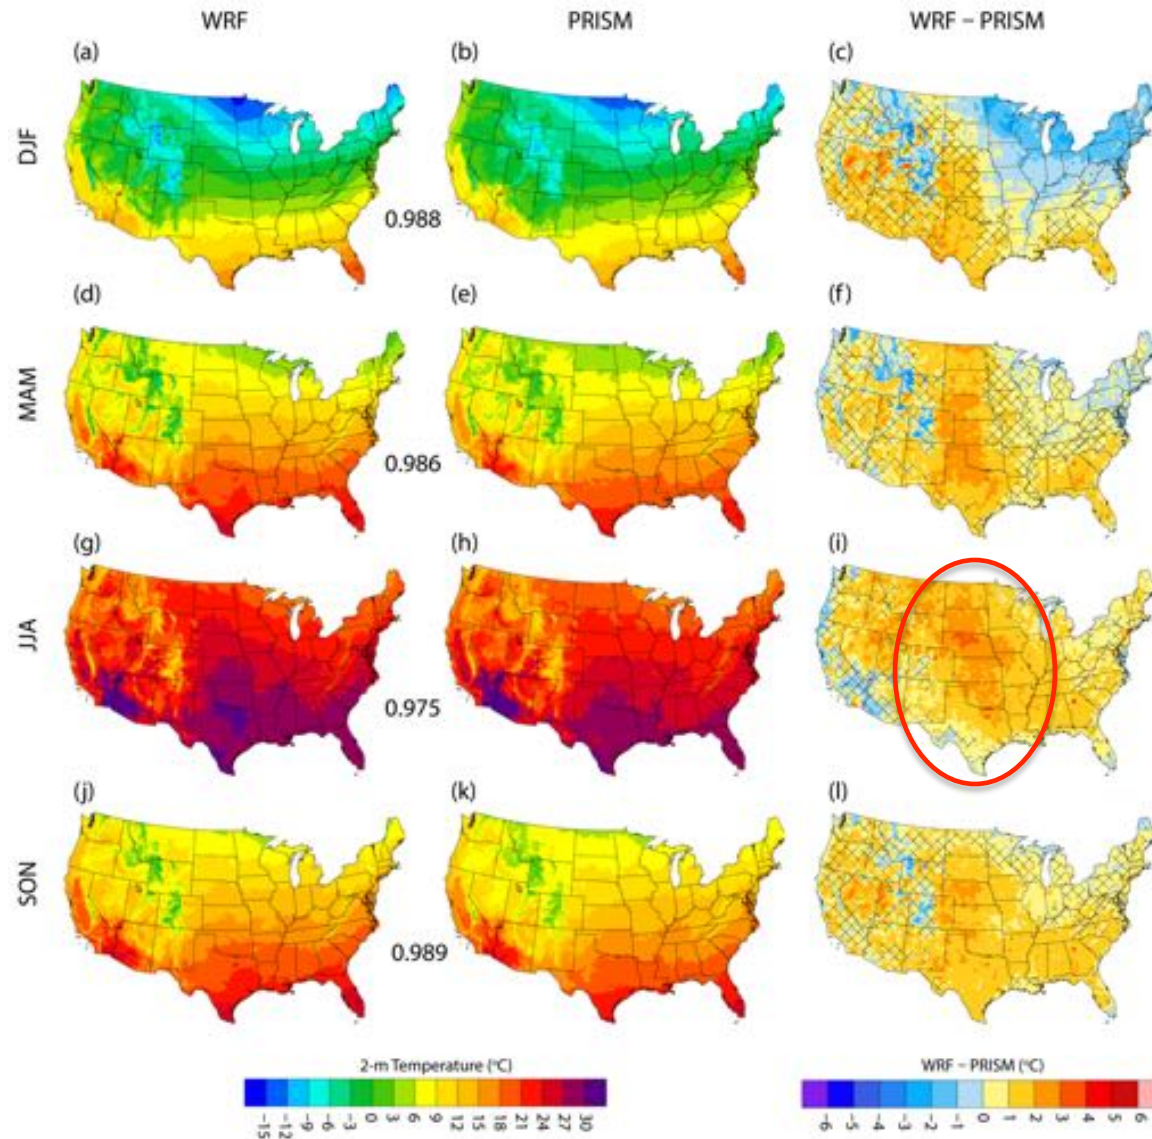 WRF PRISM WRF – PRISM
(a) (b) (c)
DJF
0.988
(d) (e) (f)
MAM
0.986
(g) (h) (i)
JJA
0.975
(j) (k) (l)
SON
0.989
2-m Temperature (°C)
−15 −12 −9 −6 −3 0 3 6 9 12 15 18 21 24 27 30
WRF – PRISM (°C)
−6 −5 −4 −3 −2 −1 0 1 2 3 4 5 6